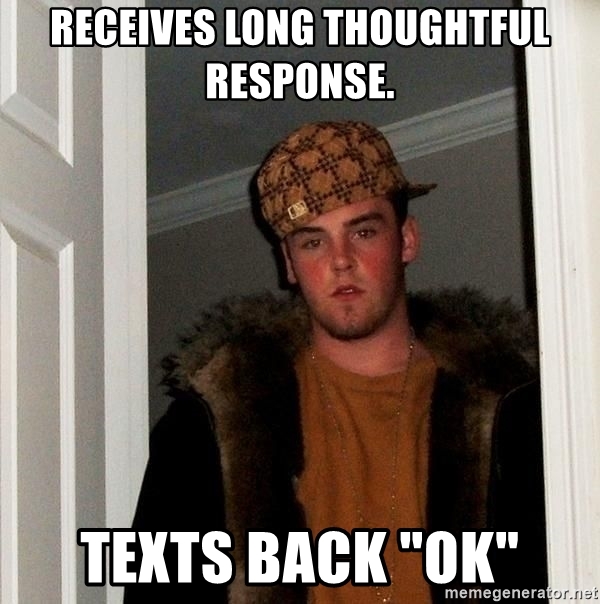 RECEIVES LONG THOUGHTFUL
RESPONSE.
TEXTS BACK "OK"
memegenerator.net